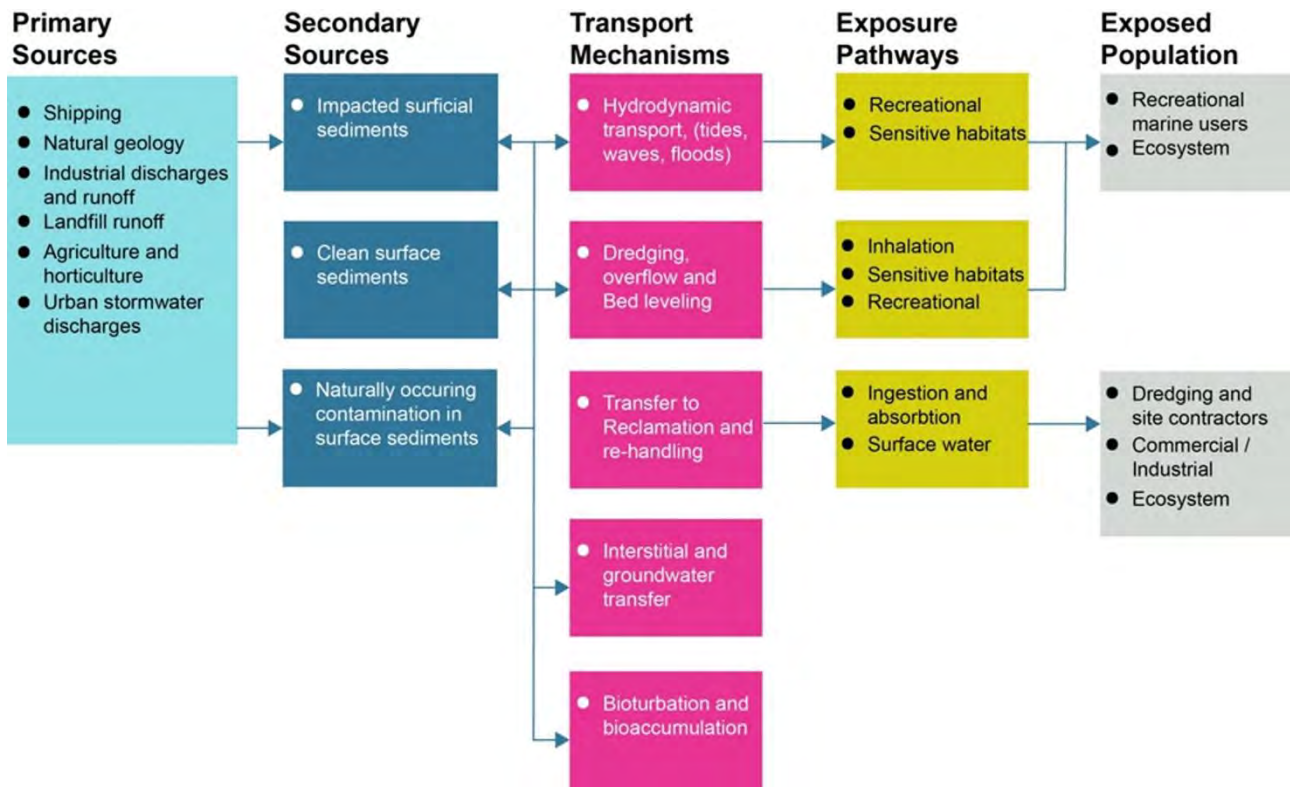 Primary
Sources
Secondary
Sources
Transport
Mechanisms
Exposure
Pathways
Exposed
Population
Shipping
Natural geology
Industrial discharges
and runoff
Landfill runoff
Agriculture and
horticulture
Urban stormwater
discharges
Impacted surficial
sediments
Clean surface
sediments
Naturally occuring
contamination in
surface sediments
Hydrodynamic
transport, (tides,
waves, floods)
Dredging,
overflow and
Bed leveling
Transfer to
Reclamation and
re-handling
Interstitial and
groundwater
transfer
Bioturbation and
bioaccumulation
Recreational
Sensitive habitats
Inhalation
Sensitive habitats
Recreational
Ingestion and
absorbtion
Surface water
Recreational
marine users
Ecosystem
Dredging and
site contractors
Commercial /
Industrial
Ecosystem